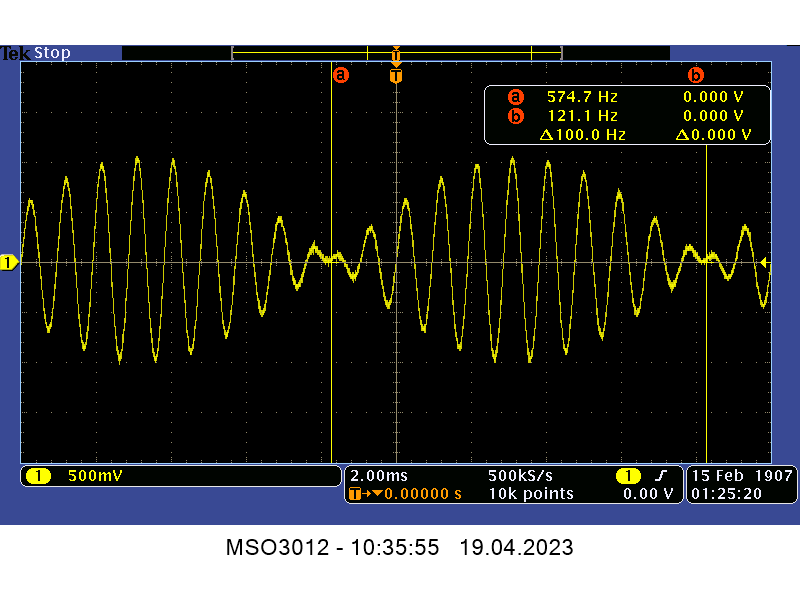 Tek Stop
T
a T b
a 574.7 Hz 0.000 V
b 121.1 Hz 0.000 V
Δ100.0 Hz Δ0.000 V
1
1 500mV
2.00ms 500kS/s 1 0.00 V
T→▼0.00000 s 10k points
15 Feb 1907
01:25:20
MSO3012 - 10:35:55 19.04.2023